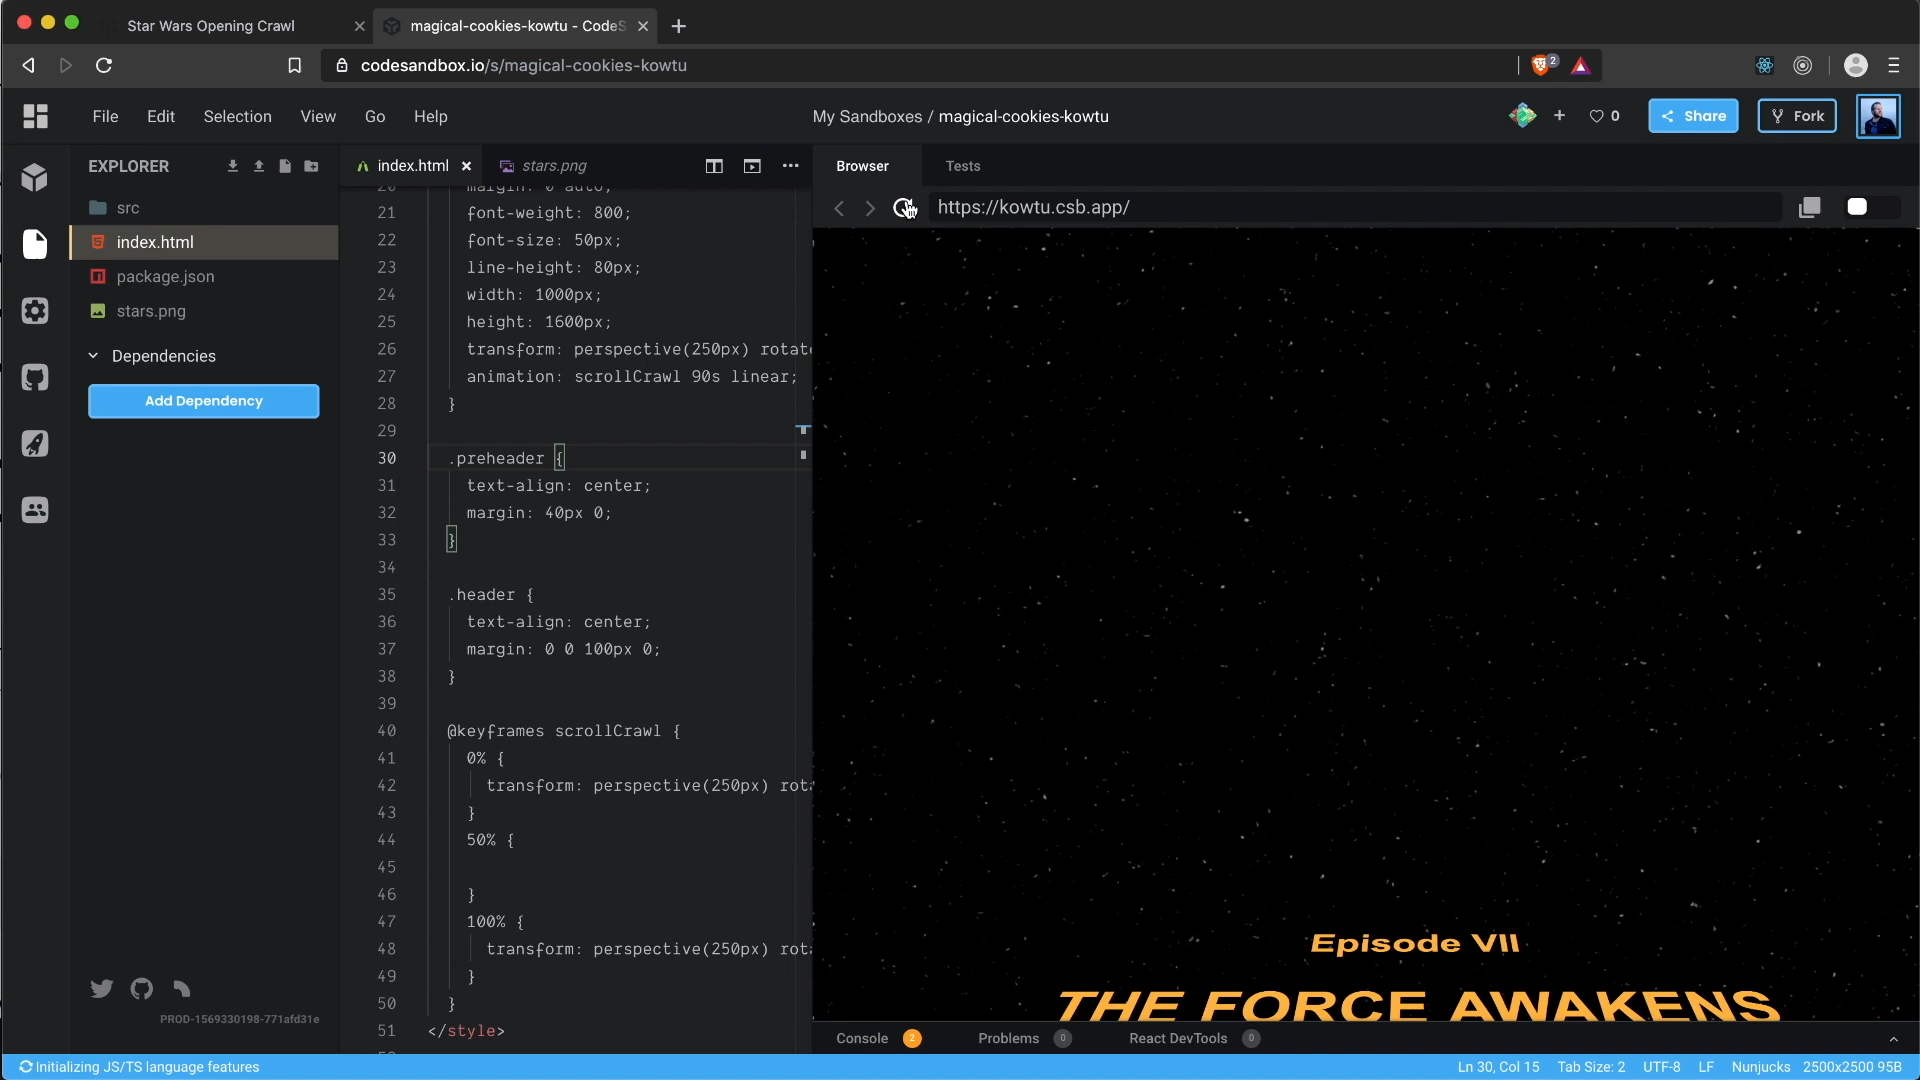 Star Wars Opening Crawl
magical-cookies-kowtu - CodeS
codesandbox.io/s/magical-cookies-kowtu
2
File Edit Selection View Go Help
My Sandboxes / magical-cookies-kowtu
0
Share
Fork
EXPLORER
index.html
stars.png
Browser
Tests
https://kowtu.csb.app/
src
index.html
package.json
stars.png
Dependencies
Add Dependency
20 margin: 0 auto;
21 font-weight: 800;
22 font-size: 50px;
23 line-height: 80px;
24 width: 1000px;
25 height: 1600px;
26 transform: perspective(250px) rotat
27 animation: scrollCrawl 90s linear;
28 }
29
30 .preheader {
31 text-align: center;
32 margin: 40px 0;
33 }
34
35 .header {
36 text-align: center;
37 margin: 0 0 100px 0;
38 }
39
40 @keyframes scrollCrawl {
41 0% {
42 transform: perspective(250px) rot
43 }
44 50% {
45
46 }
47 100% {
48 transform: perspective(250px) rot
49 }
50 }
51 </style>
Episode VII
THE FORCE AWAKENS
PROD-1569330198-771afd31e
Console 2
Problems 0
React DevTools 0
Initializing JS/TS language features
Ln 30, Col 15 Tab Size: 2 UTF-8 LF Nunjucks 2500x2500 95B